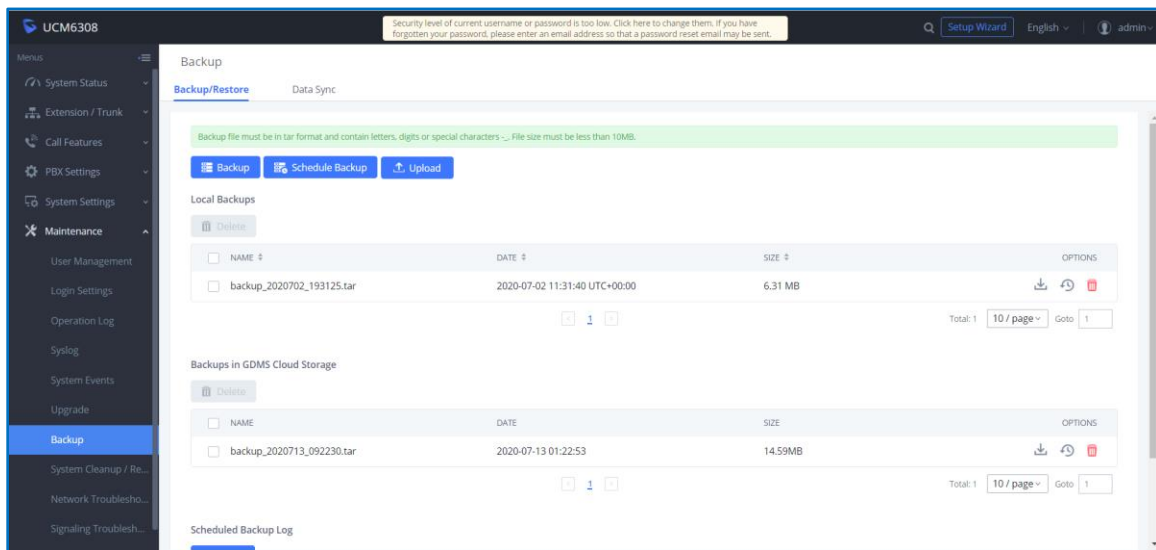 UCM6308
Security level of current username or password is too low. Click here to change them. If you have
forgotten your password, please enter an email address so that a password reset email may be sent.
Setup Wizard
English
admin
Menus
System Status
Extension / Trunk
Call Features
PBX Settings
System Settings
Maintenance
User Management
Login Settings
Operation Log
Syslog
System Events
Upgrade
Backup
System Cleanup / Re...
Network Troublesho...
Signaling Troublesh...
Backup
Backup/Restore Data Sync
Backup file must be in tar format and contain letters, digits or special characters -_. File size must be less than 10MB.
Backup Schedule Backup Upload
Local Backups
Delete
NAME DATE SIZE OPTIONS
backup_2020702_193125.tar 2020-07-02 11:31:40 UTC+00:00 6.31 MB
1 Total: 1 10 / page Goto 1
Backups in GDMS Cloud Storage
Delete
NAME DATE SIZE OPTIONS
backup_2020713_092230.tar 2020-07-13 01:22:53 14.59MB
1 Total: 1 10 / page Goto 1
Scheduled Backup Log